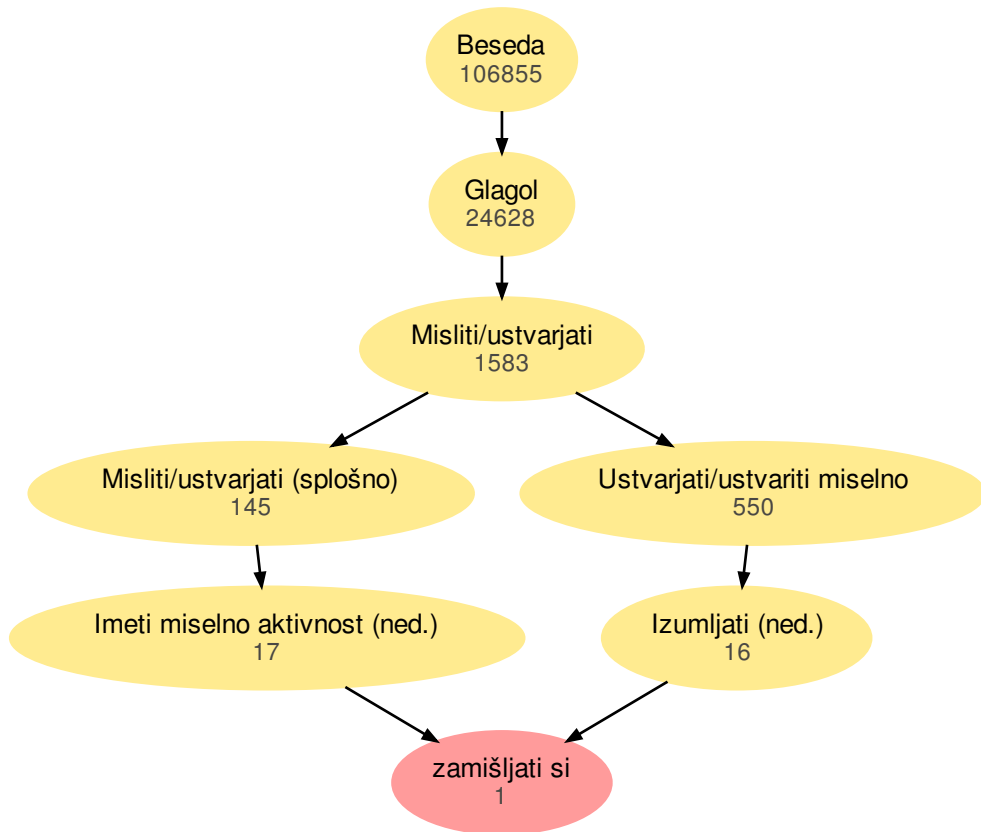 Beseda
106855
Glagol
24628
Misliti/ustvarjati
1583
Misliti/ustvarjati (splošno)
145
Ustvarjati/ustvariti miselno
550
Imeti miselno aktivnost (ned.)
17
Izumljati (ned.)
16
zamišljati si
1